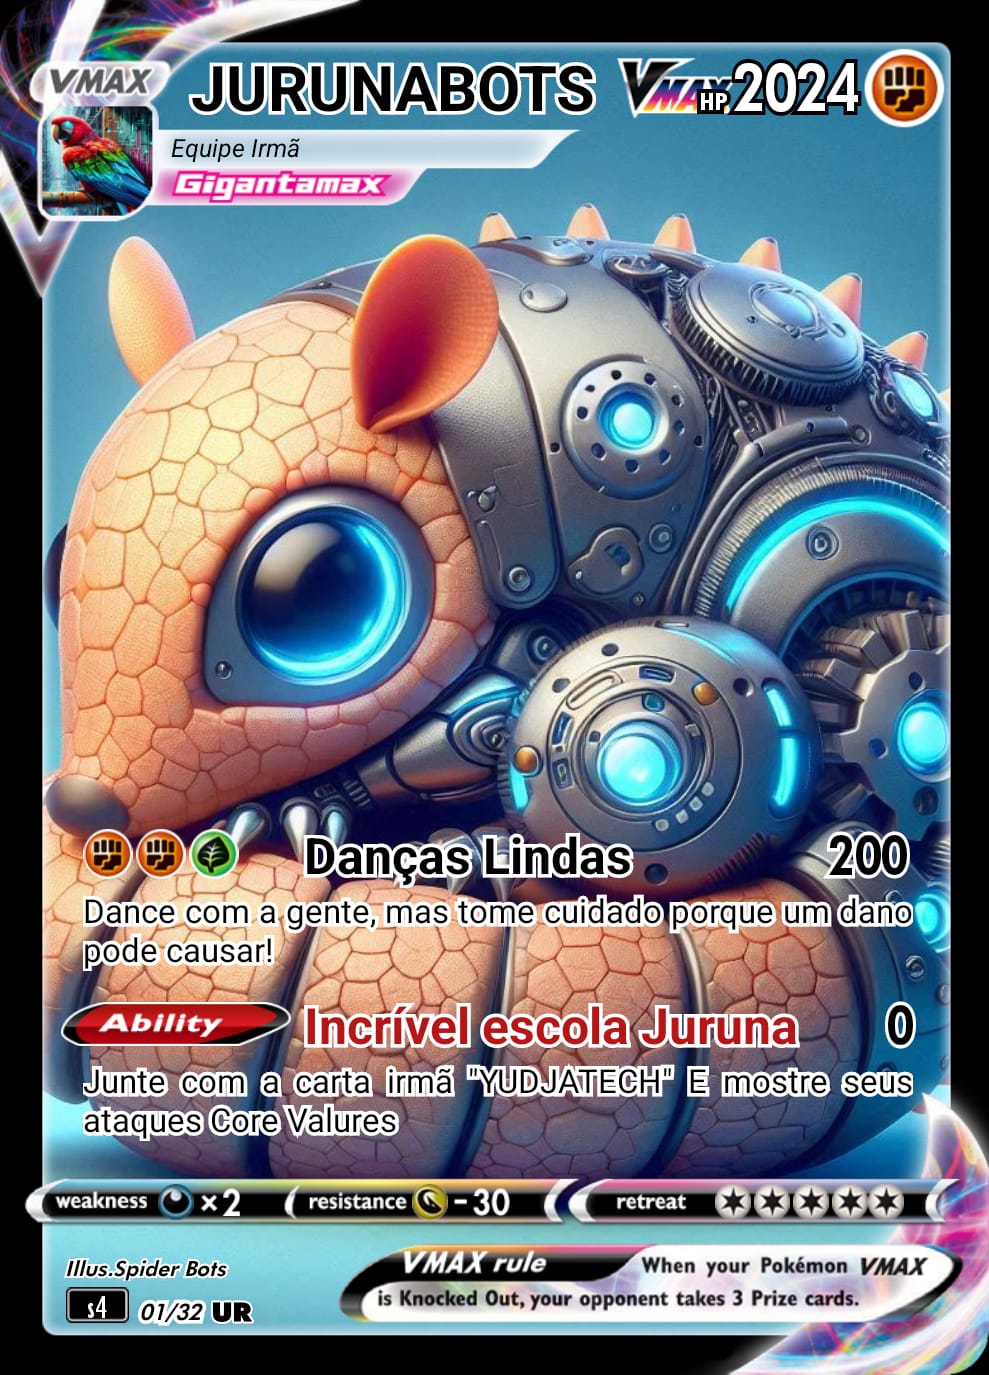 VMAX
JURUNABOTS VMAX HP 2024
Equipe Irmã
Gigantamax
Danças Lindas 200
Dance com a gente, mas tome cuidado porque um dano
pode causar!
Ability Incrível escola Juruna 0
Junte com a carta irmã "YUDJATECH" E mostre seus
ataques Core Valures
weakness ×2 resistance -30 retreat
Illus.Spider Bots
s4 01/32 UR
VMAX rule When your Pokémon VMAX
is Knocked Out, your opponent takes 3 Prize cards.